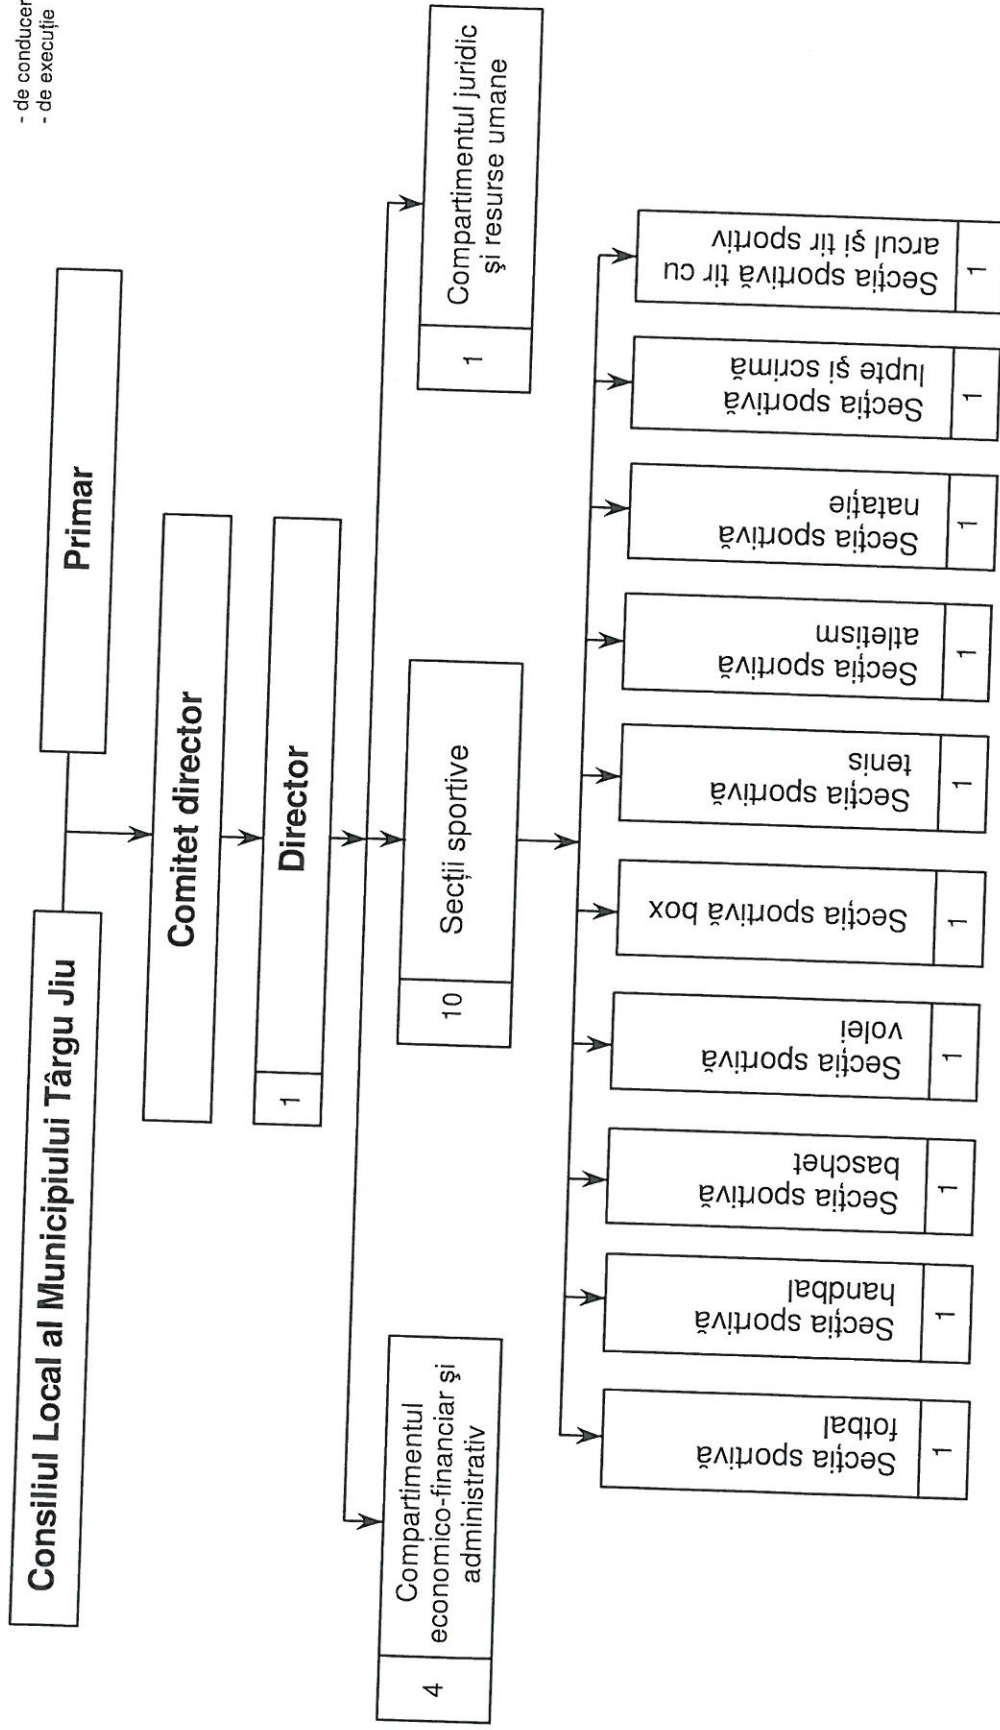 - de conducer
- de execuție
Consiliul Local al Municipiului Târgu Jiu
Primar
Comitet director
Director
1
Compartimentul
economico-financiar și
administrativ
4
Secții sportive
10
Compartimentul juridic
și resurse umane
1
Secția sportivă
fotbal
1
Secția sportivă
handbal
1
Secția sportivă
baschet
1
Secția sportivă
volei
1
Secția sportivă box
1
Secția sportivă
tenis
1
Secția sportivă
atletism
1
Secția sportivă
natație
1
Secția sportivă
lupte și scrimă
1
Secția sportivă tir cu
arcul și tir sportiv
1